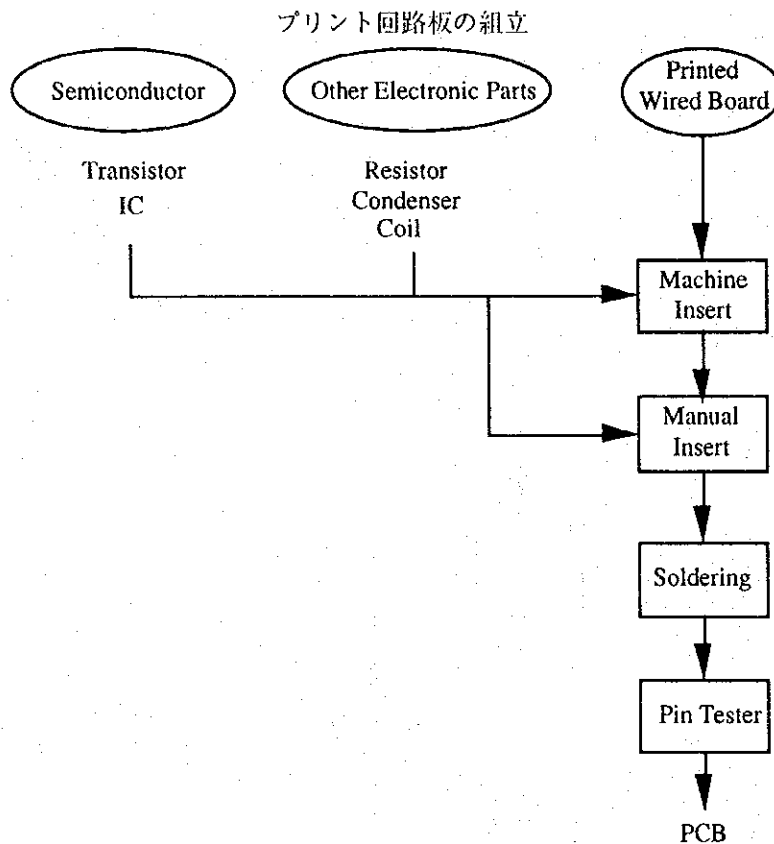 プリント回路板の組立
Semiconductor
Other Electronic Parts
Printed
Wired Board
Transistor
IC
Resistor
Condenser
Coil
Machine
Insert
Manual
Insert
Soldering
Pin Tester
PCB